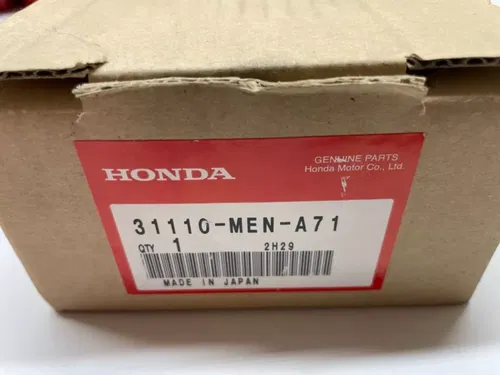 HONDA
GENUINE PARTS
Honda Motor Co., Ltd.
31110-MEN-A71
QTY 1 2H29
MADE IN JAPAN